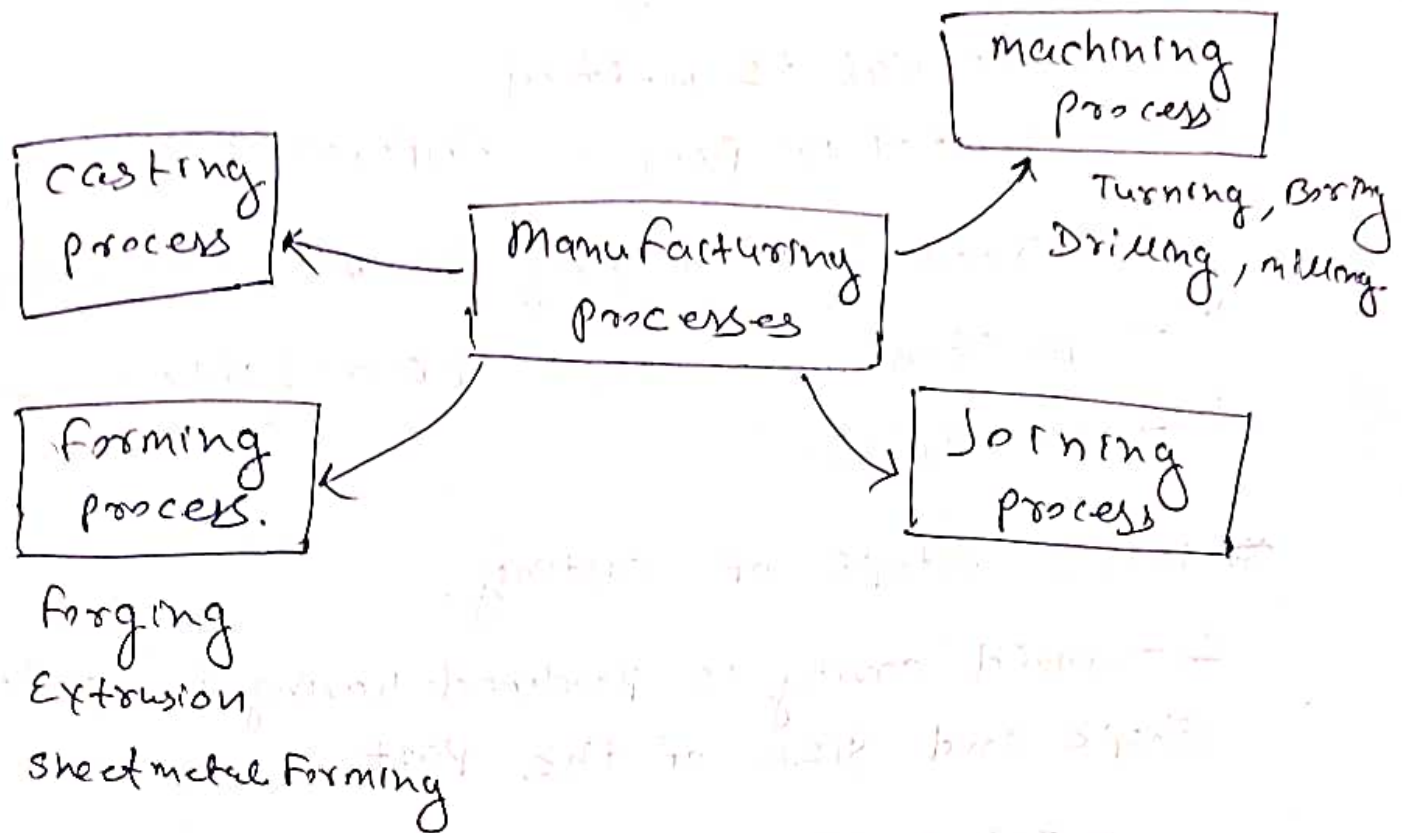 machining
process
Turning, Boring
Drilling, milling.
casting
process
Manufacturing
processes
Forming
process.
Joining
process
Forging
Extrusion
Sheetmetal Forming